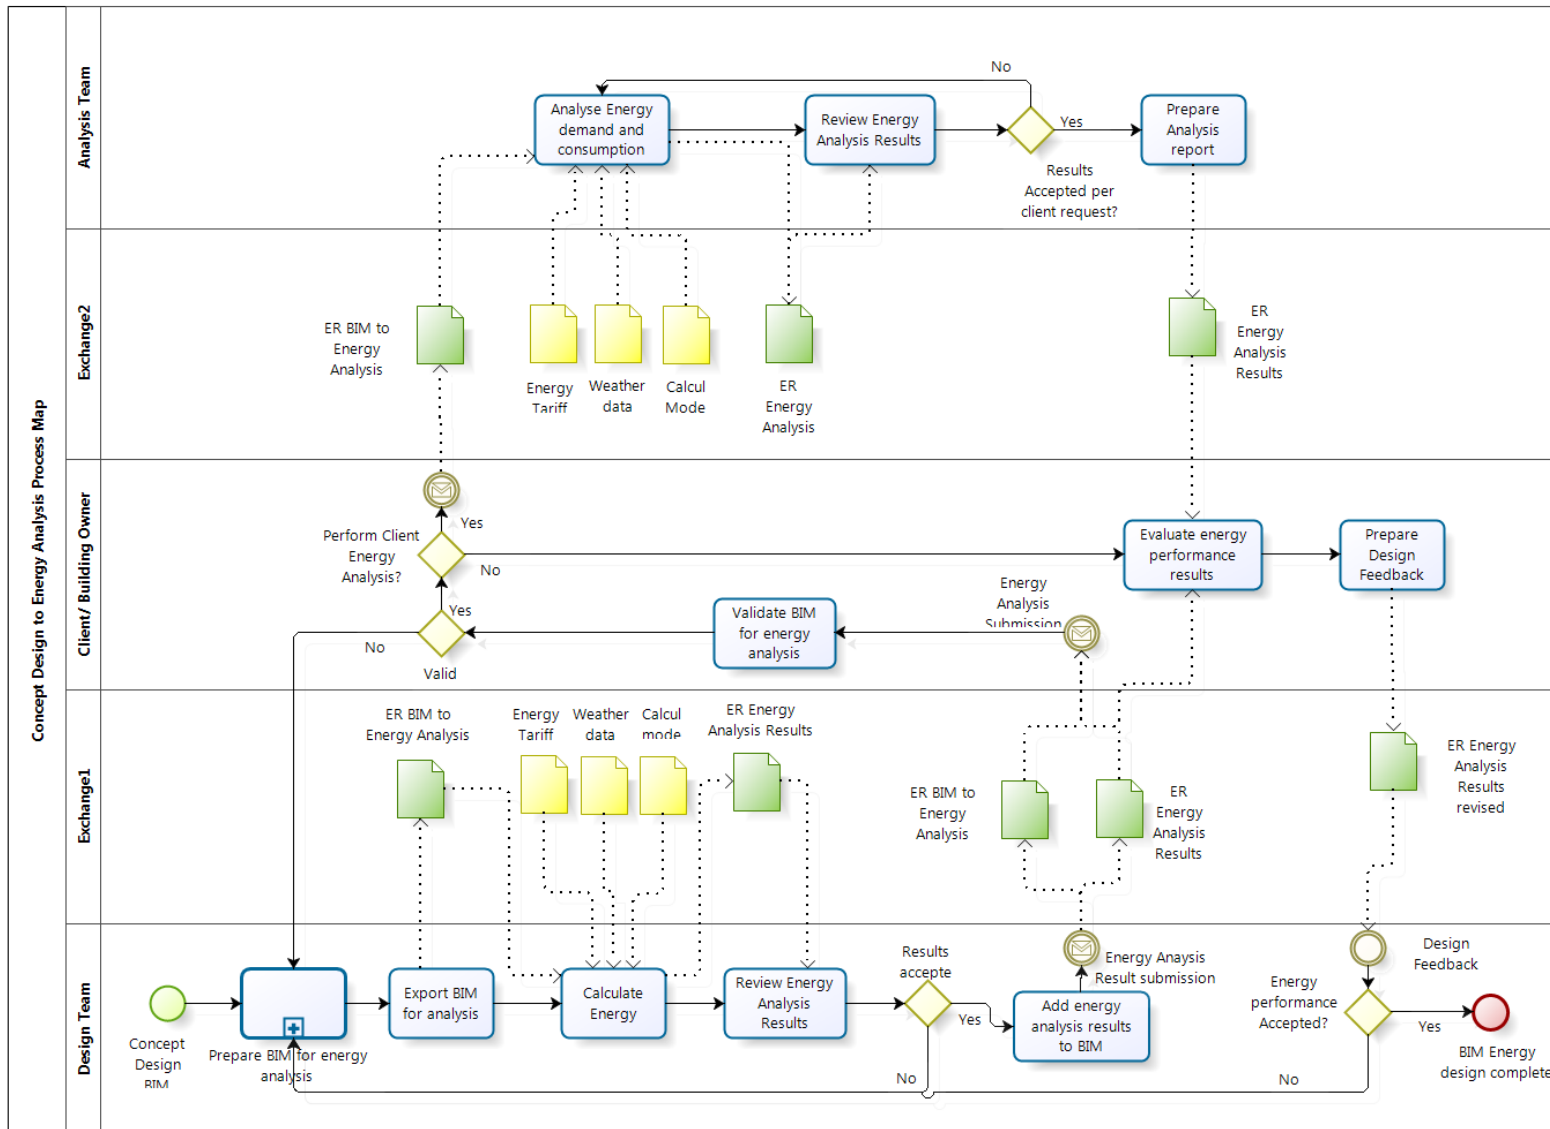 Concept Design to Energy Analysis Process Map
Analysis Team
No
Analyse Energy
demand and
consumption
Review Energy
Analysis Results
Yes
Results
Accepted per
client request?
Prepare
Analysis
report
Exchange2
ER BIM to
Energy
Analysis
Energy
Tariff
Weather
data
Calcul
Mode
ER
Energy
Analysis
ER
Energy
Analysis
Results
Client/ Building Owner
Yes
Perform Client
Energy
Analysis?
No
Yes
No
Valid
Validate BIM
for energy
analysis
Energy
Analysis
Submission
Evaluate energy
performance
results
Prepare
Design
Feedback
Exchange1
ER BIM to
Energy Analysis
Energy
Tariff
Weather
data
Calcul
mode
ER Energy
Analysis Results
ER BIM to
Energy
Analysis
ER
Energy
Analysis
Results
ER Energy
Analysis
Results
revised
Design Team
Concept
Design
BIM
Prepare BIM for energy
analysis
Export BIM
for analysis
Calculate
Energy
Review Energy
Analysis
Results
Results
accepte
Yes
No
Energy Anaysis
Result submission
Add energy
analysis results
to BIM
Design
Feedback
Energy
performance
Accepted?
Yes
No
BIM Energy
design complete